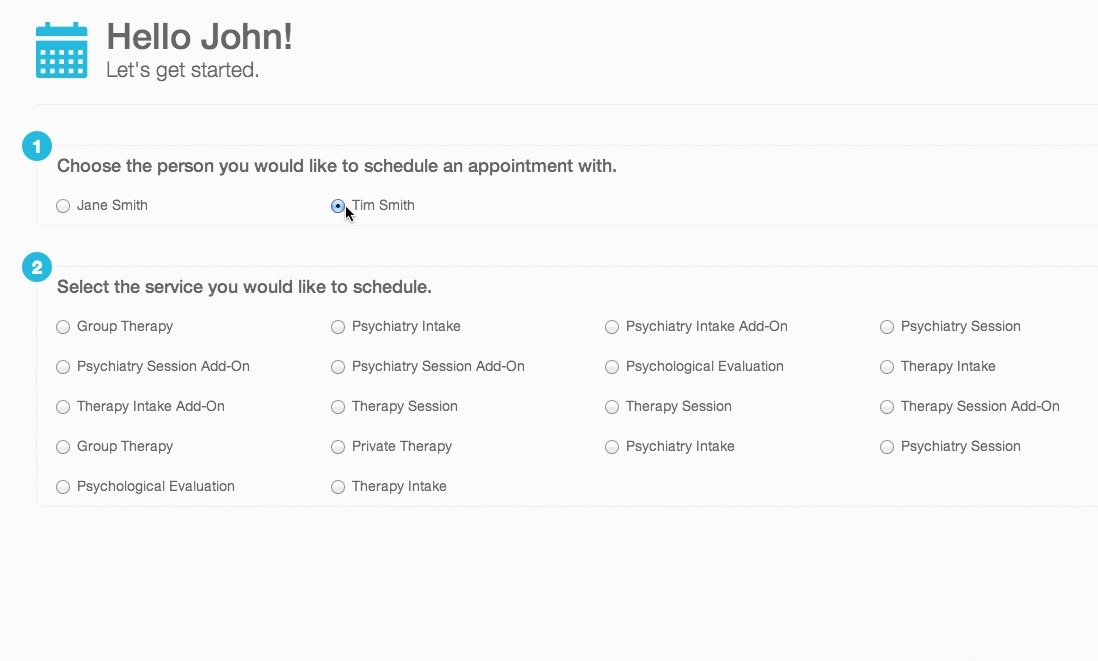 Hello John!
Let's get started.
1
Choose the person you would like to schedule an appointment with.
Jane Smith Tim Smith
2
Select the service you would like to schedule.
Group Therapy Psychiatry Intake Psychiatry Intake Add-On Psychiatry Session
Psychiatry Session Add-On Psychiatry Session Add-On Psychological Evaluation Therapy Intake
Therapy Intake Add-On Therapy Session Therapy Session Therapy Session Add-On
Group Therapy Private Therapy Psychiatry Intake Psychiatry Session
Psychological Evaluation Therapy Intake